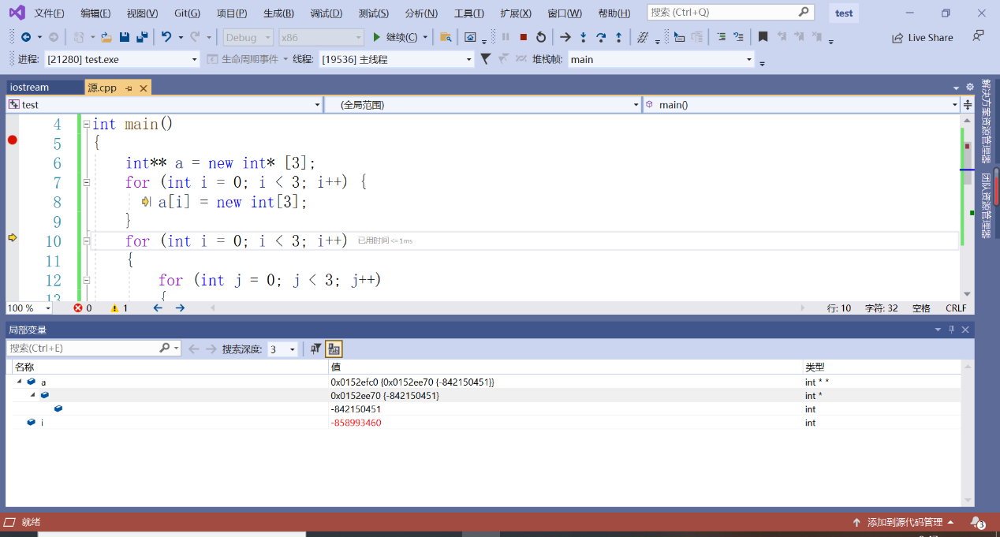 文件(F) 编辑(E) 视图(V) Git(G) 项目(P) 生成(B) 调试(D) 测试(S) 分析(N) 工具(T) 扩展(X) 窗口(W) 帮助(H) 搜索 (Ctrl+Q) test
Debug x86 继续(C) Live Share
进程: [21280] test.exe 生命周期事件 线程: [19536] 主线程 堆栈帧: main
iostream 源.cpp
test (全局范围) main()
4 int main()
5 {
6 int** a = new int* [3];
7 for (int i = 0; i < 3; i++) {
8 a[i] = new int[3];
9 }
10 for (int i = 0; i < 3; i++) 已用时间 <= 1ms
11 {
12 for (int j = 0; j < 3; j++)
13 {
解决方案资源管理器
团队资源管理器
100 % 0 1 行: 10 字符: 32 空格 CRLF
局部变量
搜索(Ctrl+E) 搜索深度: 3
名称 值 类型
a 0x0152efc0 {0x0152ee70 {-842150451}} int * *
0x0152ee70 {-842150451} int *
-842150451 int
i -858993460 int
就绪 添加到源代码管理 3